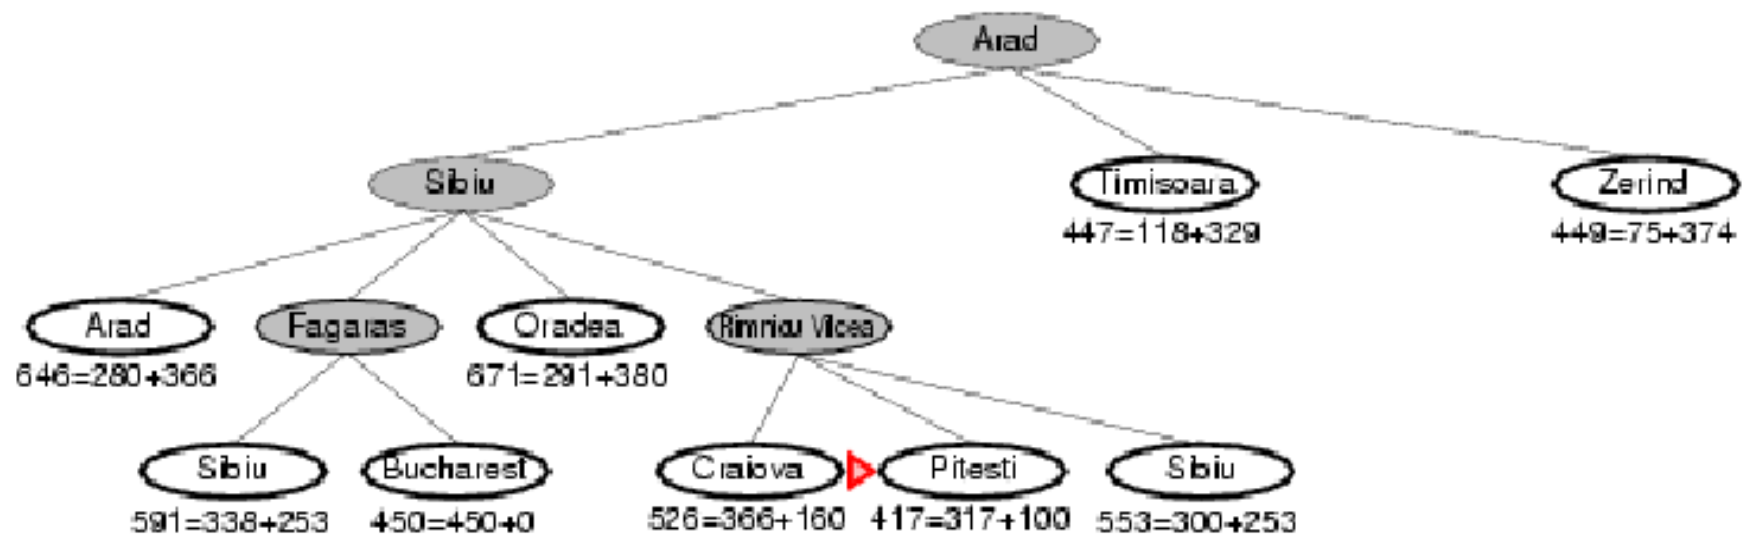 Arad
Sibiu
Timisoara
Zerind
447=118+329
449=75+374
Arad
Fagaras
Oradea
Rimnicu Vilcea
646=280+366
671=291+380
Sibiu
Bucharest
Craiova
Pitesti
Sibiu
591=338+253
450=450+0
526=366+160
417=317+100
553=300+253